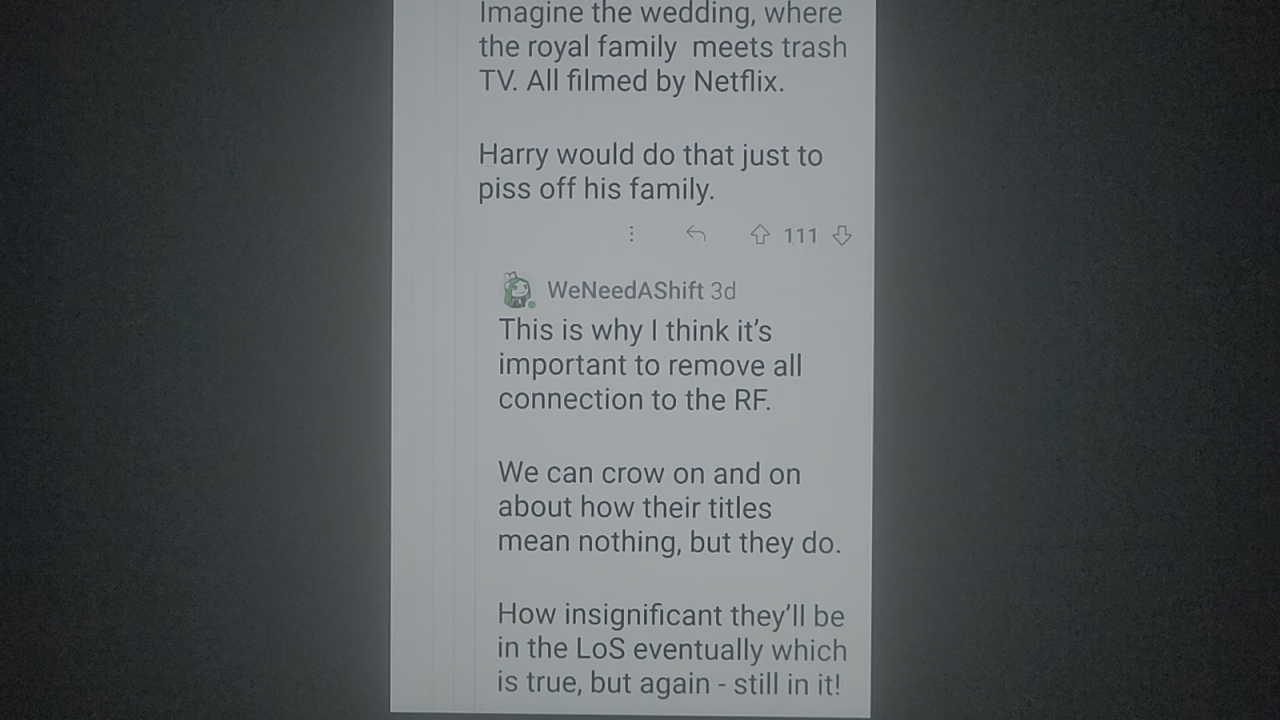 Imagine the wedding, where
the royal family meets trash
TV. All filmed by Netflix.
Harry would do that just to
piss off his family.
111
WeNeedAShift 3d
This is why I think it's
important to remove all
connection to the RF.
We can crow on and on
about how their titles
mean nothing, but they do.
How insignificant they'll be
in the LoS eventually which
is true, but again - still in it!